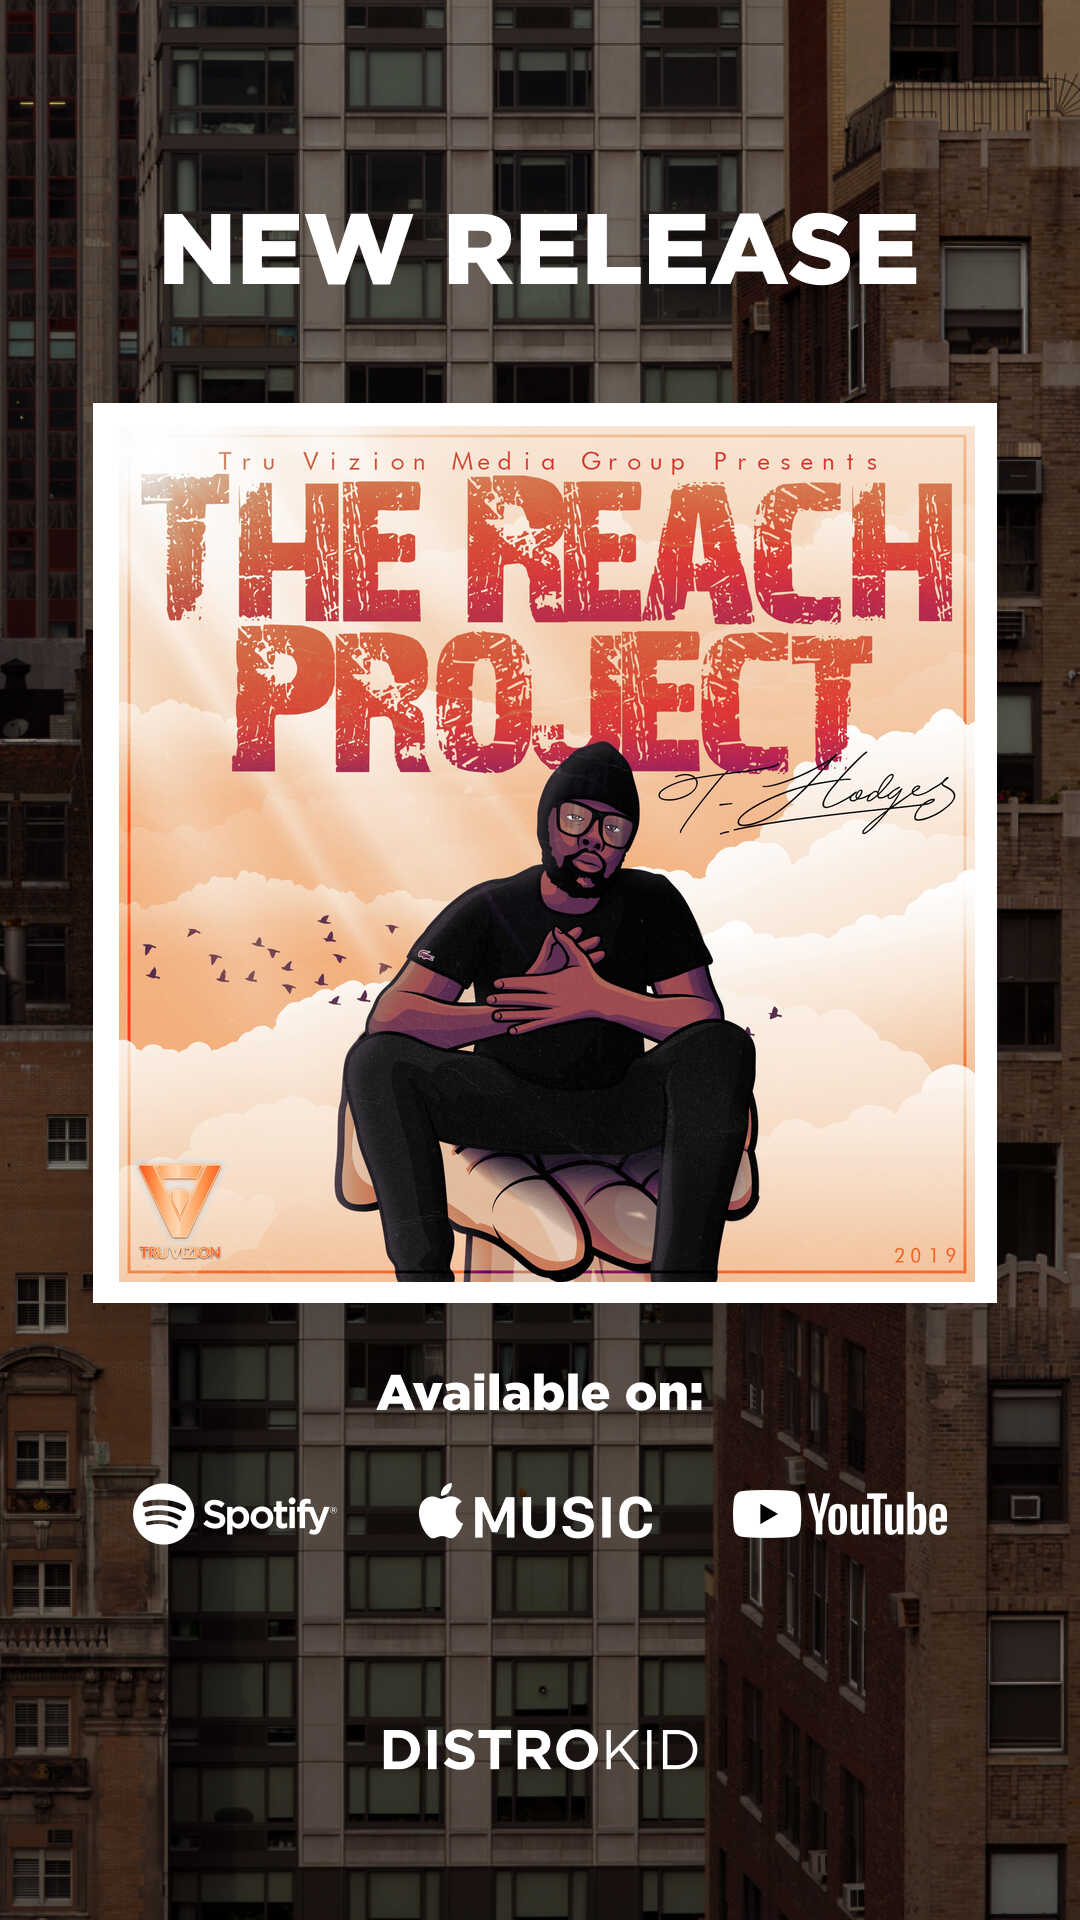 NEW RELEASE
Tru Vizion Media Group Presents
THE REACH
PROJECT
T. Hodges
TRUVIZION
2019
Available on:
Spotify®
MUSIC
YouTube
DISTROKID